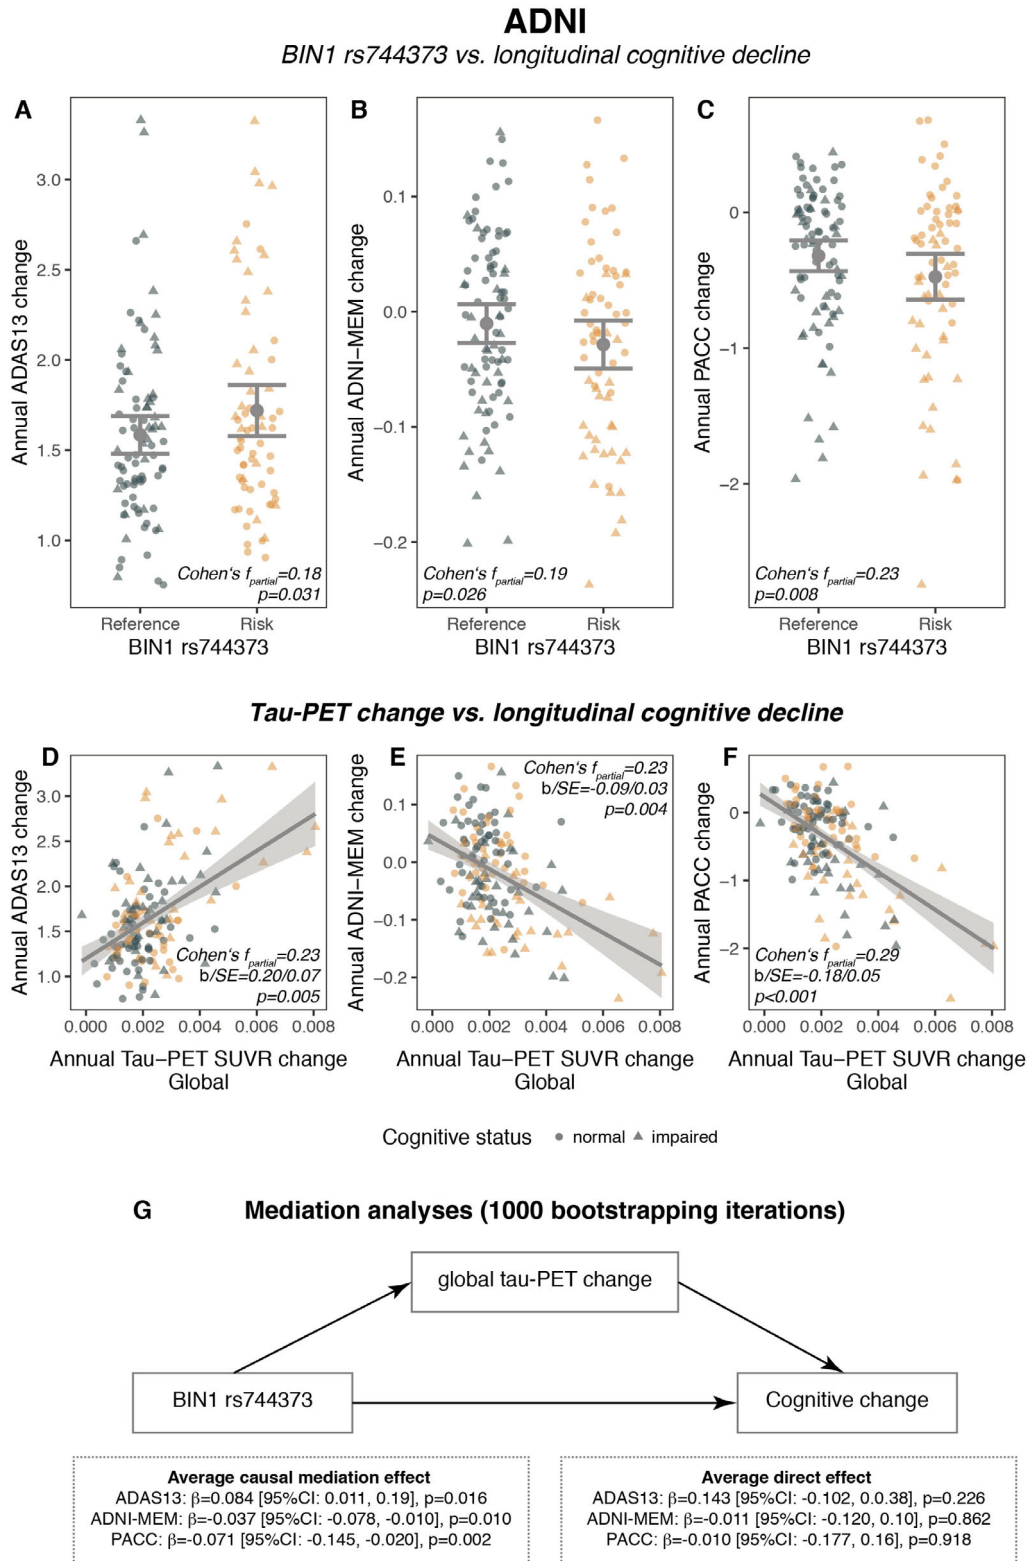 ADNI
BIN1 rs744373 vs. longitudinal cognitive decline
A
Annual ADAS13 change
3.0
2.5
2.0
1.5
1.0
Cohen's f partial=0.18
p=0.031
Reference
Risk
BIN1 rs744373
B
Annual ADNI–MEM change
0.1
0.0
−0.1
−0.2
Cohen's f partial=0.19
p=0.026
Reference
Risk
BIN1 rs744373
C
Annual PACC change
0
−1
−2
Cohen's f partial=0.23
p=0.008
Reference
Risk
BIN1 rs744373
Tau-PET change vs. longitudinal cognitive decline
D
Annual ADAS13 change
3.0
2.5
2.0
1.5
1.0
Cohen's f partial=0.23
b/SE=0.20/0.07
p=0.005
0.000 0.002 0.004 0.006 0.008
Annual Tau–PET SUVR change
Global
E
Annual ADNI–MEM change
0.1
0.0
−0.1
−0.2
Cohen's f partial=0.23
b/SE=-0.09/0.03
p=0.004
0.000 0.002 0.004 0.006 0.008
Annual Tau–PET SUVR change
Global
F
Annual PACC change
0
−1
−2
Cohen's f partial=0.29
b/SE=-0.18/0.05
p<0.001
0.000 0.002 0.004 0.006 0.008
Annual Tau–PET SUVR change
Global
Cognitive status normal impaired
G Mediation analyses (1000 bootstrapping iterations)
global tau-PET change
BIN1 rs744373
Cognitive change
Average causal mediation effect
ADAS13: β=0.084 [95%CI: 0.011, 0.19], p=0.016
ADNI-MEM: β=-0.037 [95%CI: -0.078, -0.010], p=0.010
PACC: β=-0.071 [95%CI: -0.145, -0.020], p=0.002
Average direct effect
ADAS13: β=0.143 [95%CI: -0.102, 0.0.38], p=0.226
ADNI-MEM: β=-0.011 [95%CI: -0.120, 0.10], p=0.862
PACC: β=-0.010 [95%CI: -0.177, 0.16], p=0.918